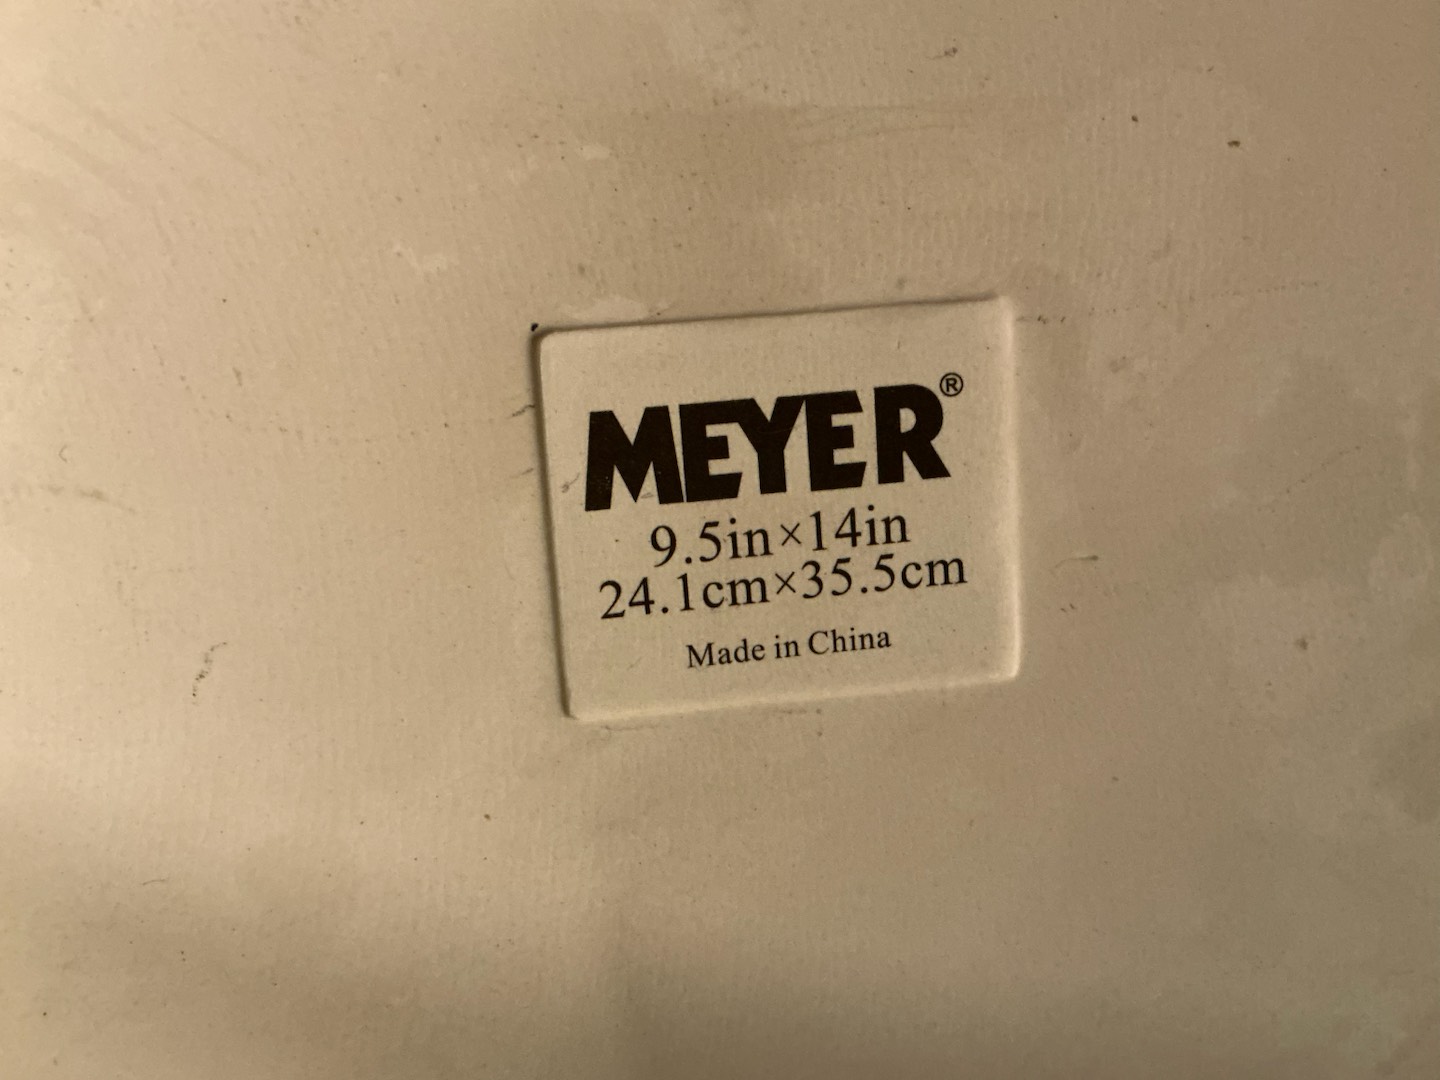 MEYER®
9.5in×14in
24.1cm×35.5cm
Made in China